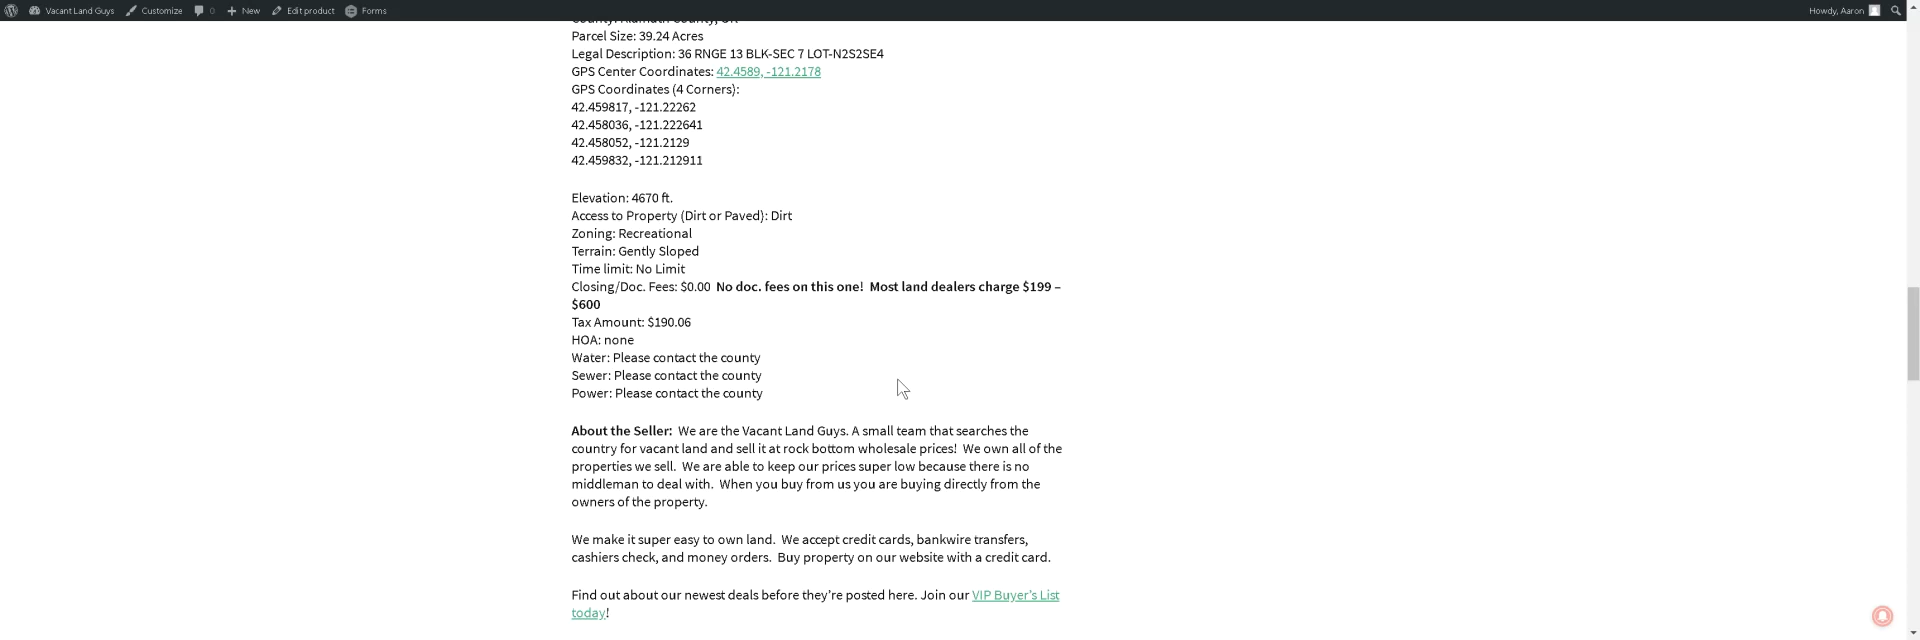 Vacant Land Guys Customize 0 New Edit product Forms Howdy, Aaron
County: Klamath County, OR
Parcel Size: 39.24 Acres
Legal Description: 36 RNGE 13 BLK-SEC 7 LOT-N2S2SE4
GPS Center Coordinates: 42.4589, -121.2178
GPS Coordinates (4 Corners):
42.459817, -121.22262
42.458036, -121.222641
42.458052, -121.2129
42.459832, -121.212911
Elevation: 4670 ft.
Access to Property (Dirt or Paved): Dirt
Zoning: Recreational
Terrain: Gently Sloped
Time limit: No Limit
Closing/Doc. Fees: $0.00 No doc. fees on this one! Most land dealers charge $199 –
$600
Tax Amount: $190.06
HOA: none
Water: Please contact the county
Sewer: Please contact the county
Power: Please contact the county
About the Seller: We are the Vacant Land Guys. A small team that searches the
country for vacant land and sell it at rock bottom wholesale prices! We own all of the
properties we sell. We are able to keep our prices super low because there is no
middleman to deal with. When you buy from us you are buying directly from the
owners of the property.
We make it super easy to own land. We accept credit cards, bankwire transfers,
cashiers check, and money orders. Buy property on our website with a credit card.
Find out about our newest deals before they’re posted here. Join our VIP Buyer’s List
today!